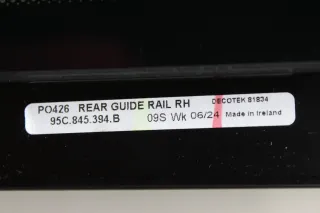 PO426 REAR GUIDE RAIL RH DECOTEK 81834
95C.845.394.B 09S Wk 06/24 Made in Ireland